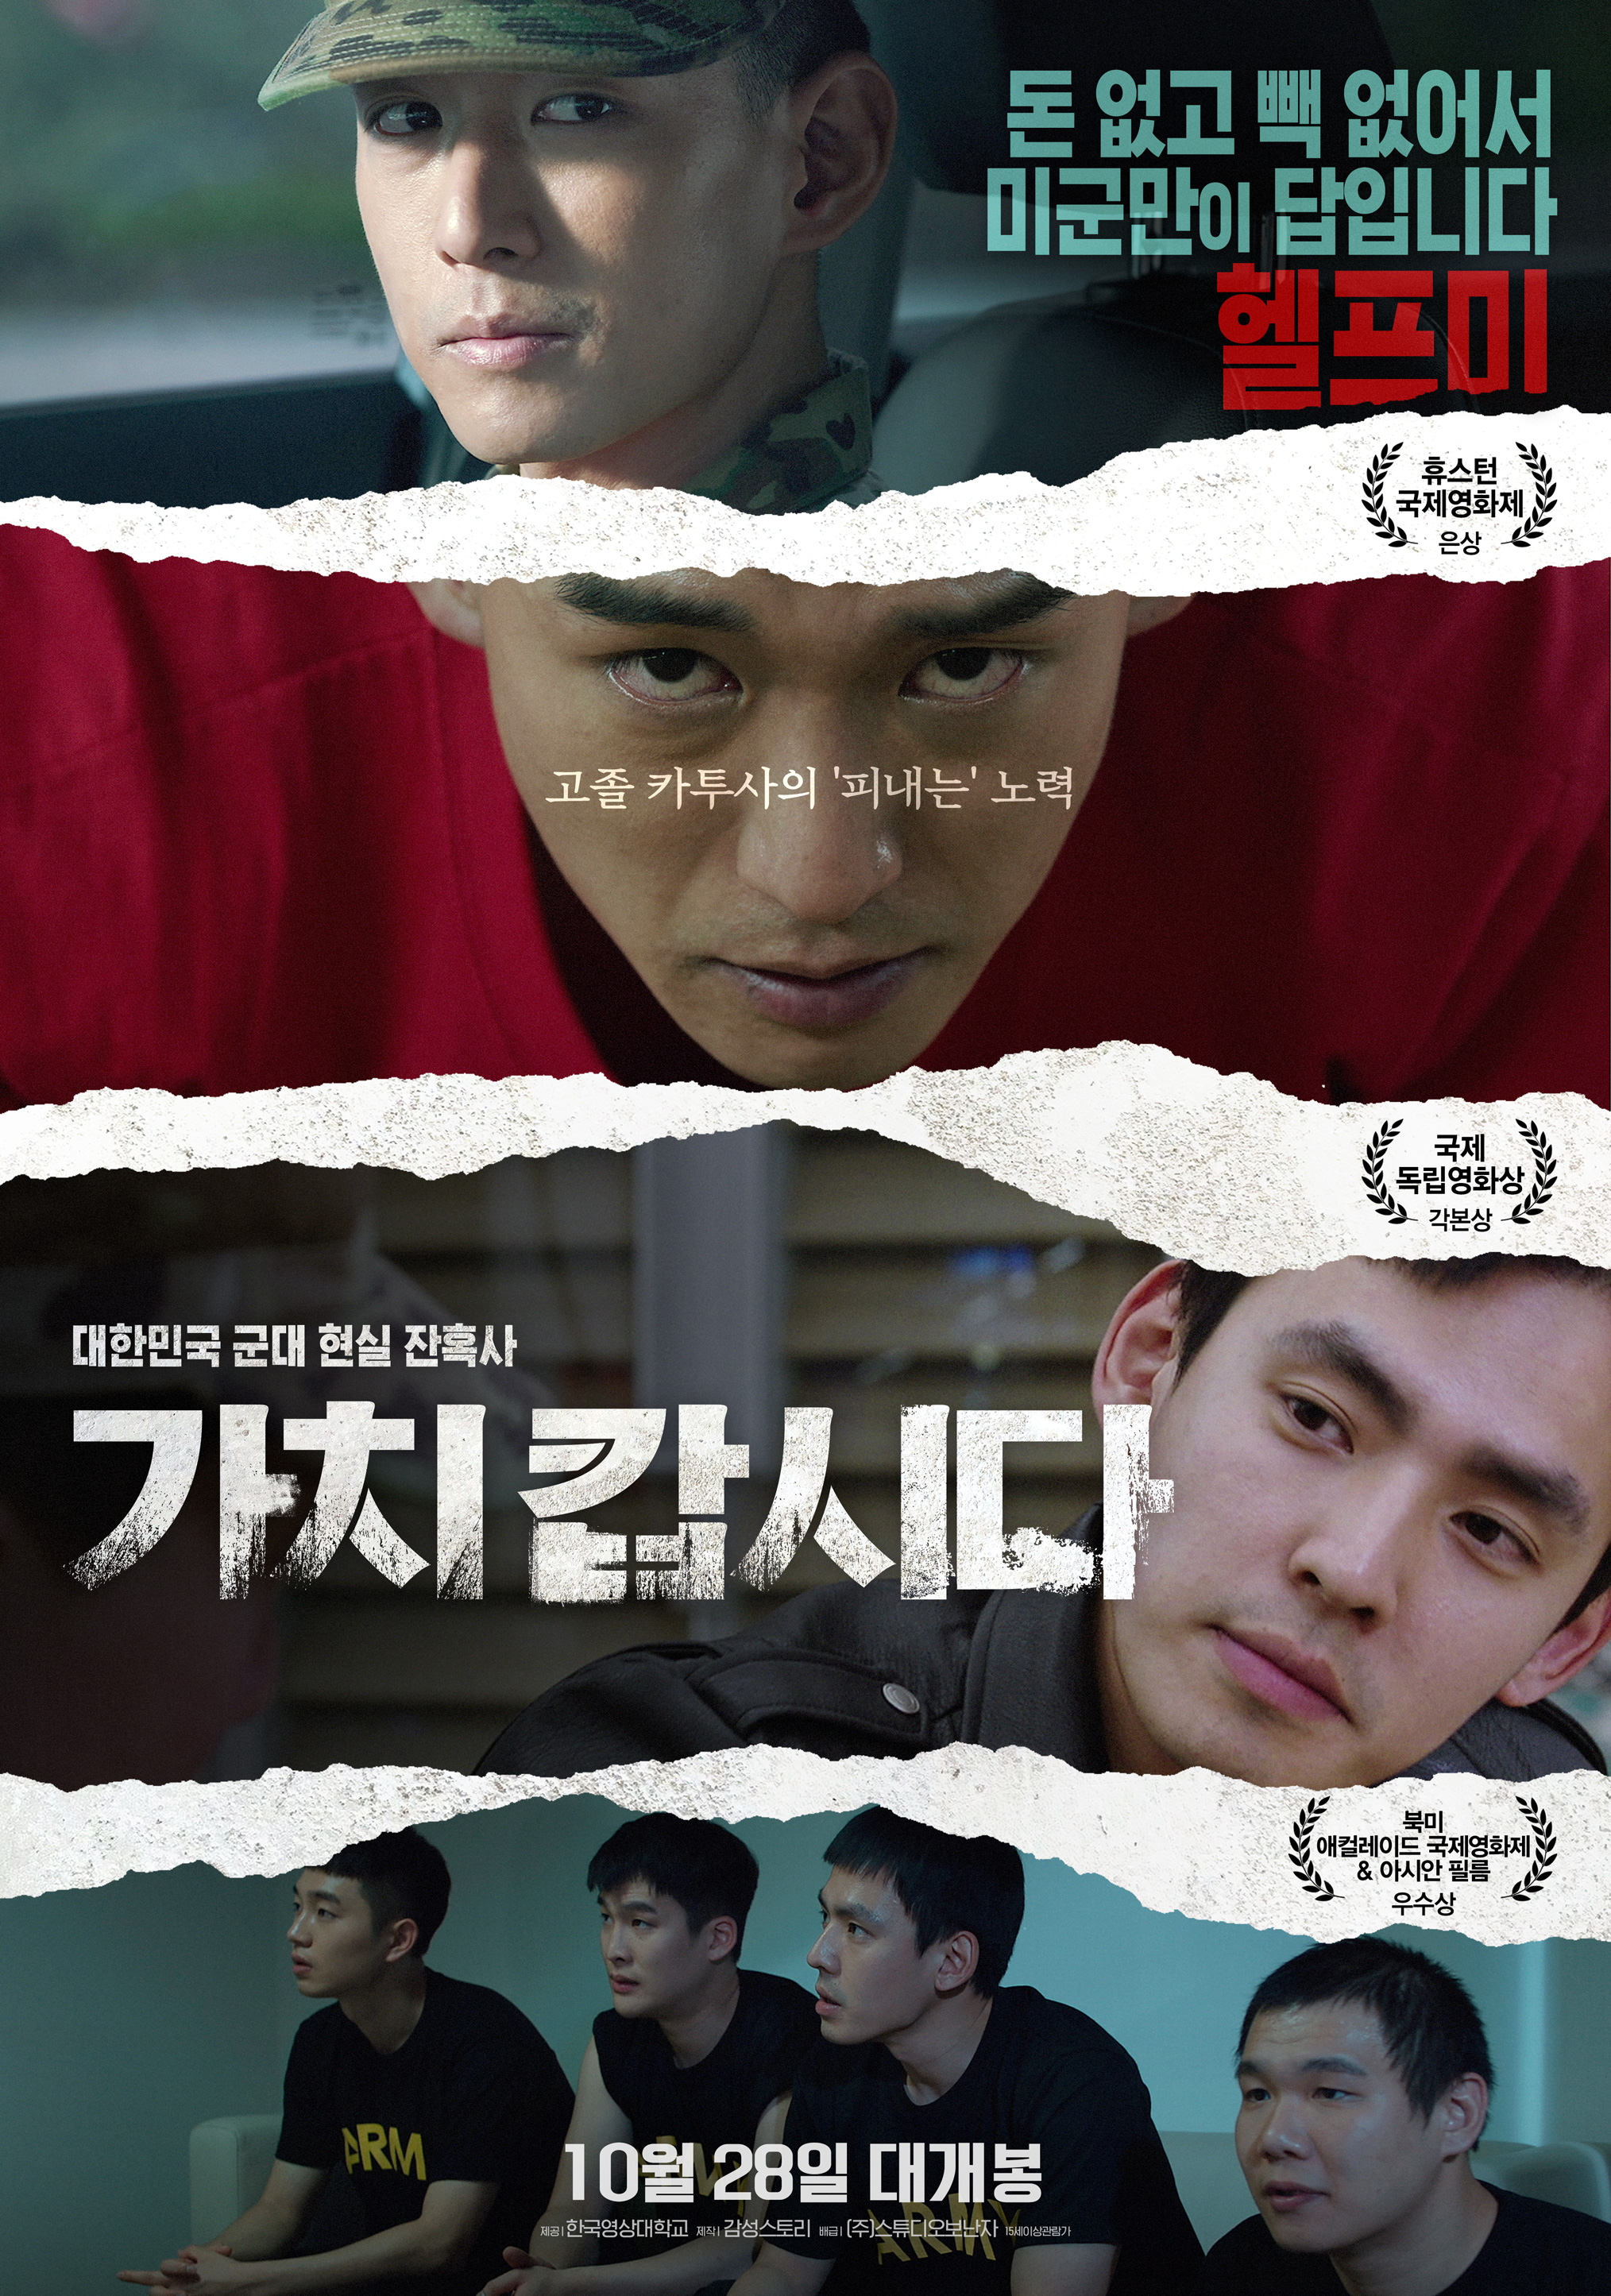 돈 없고 빽 없어서
미군만이 답입니다
헬프미
휴스턴
국제영화제
은상
고졸 카투사의 '피내는' 노력
국제
독립영화상
각본상
대한민국 군대 현실 잔혹사
가치 캅시다
북미
애컬레이드 국제영화제
& 아시안 필름
우수상
ARM
ARMY
10월 28일 대개봉
제공 | 한국영상대학교 제작 | 감성스토리 배급 | (주)스튜디오보난자 15세이상관람가